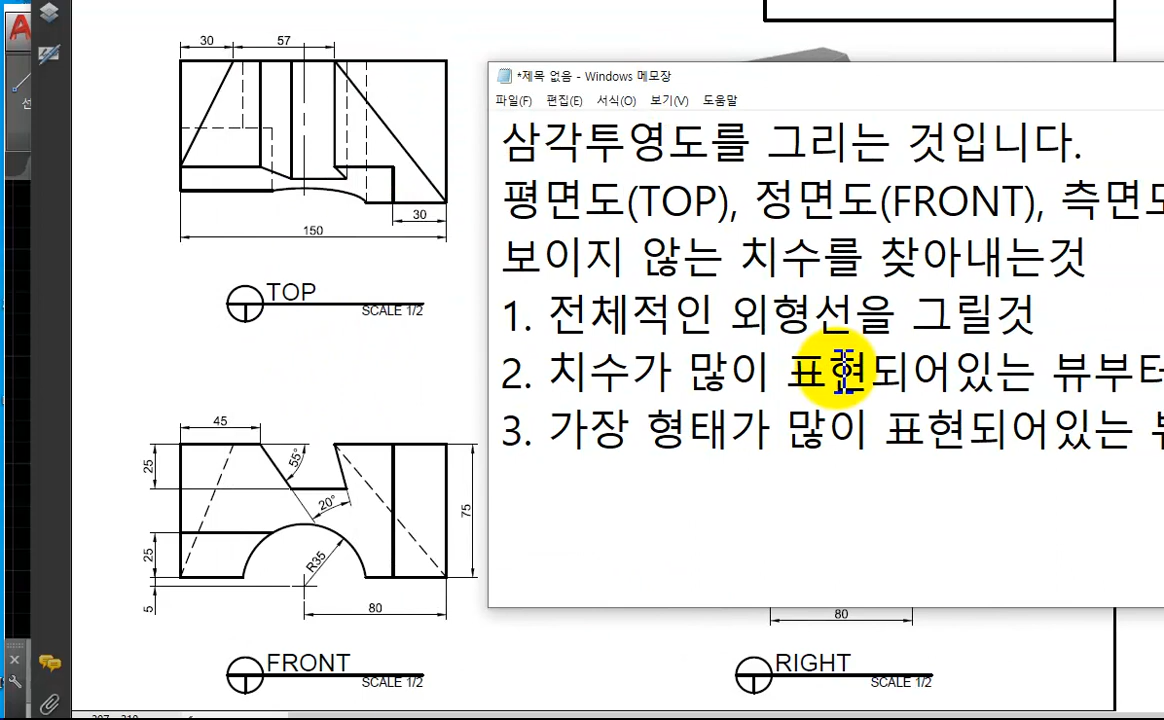 30
57
30
150
TOP
SCALE 1/2
*제목 없음 - Windows 메모장
파일(F) 편집(E) 서식(O) 보기(V) 도움말
삼각투영도를 그리는 것입니다.
평면도(TOP), 정면도(FRONT), 측면도
보이지 않는 치수를 찾아내는것
1. 전체적인 외형선을 그릴것
2. 치수가 많이 표현되어있는 뷰부터
3. 가장 형태가 많이 표현되어있는
45
25
55°
20°
75
25
R35
5
80
FRONT
SCALE 1/2
80
RIGHT
SCALE 1/2